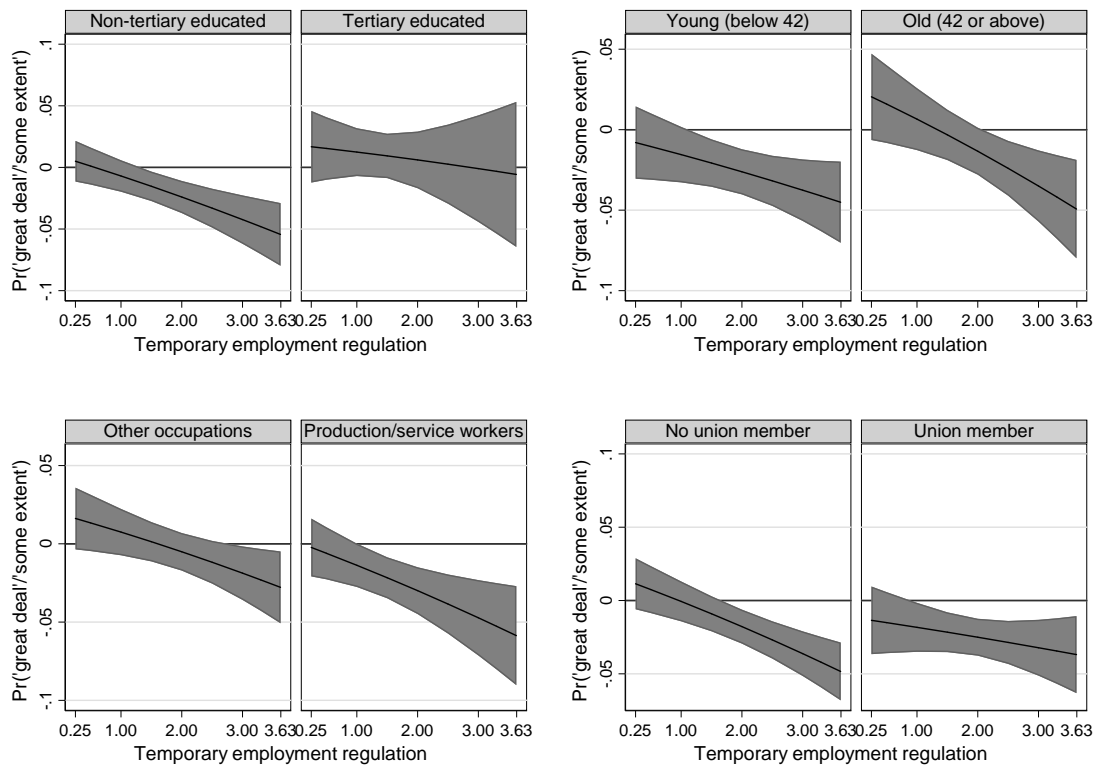 Non-tertiary educated
Tertiary educated
Pr('great deal'/'some extent')
.1
.05
0
-.05
-.1
0.25 1.00 2.00 3.00 3.63 0.25 1.00 2.00 3.00 3.63
Temporary employment regulation
Young (below 42)
Old (42 or above)
Pr('great deal'/'some extent')
.05
0
-.05
-.1
0.25 1.00 2.00 3.00 3.63 0.25 1.00 2.00 3.00 3.63
Temporary employment regulation
Other occupations
Production/service workers
Pr('great deal'/'some extent')
.05
0
-.05
-.1
0.25 1.00 2.00 3.00 3.63 0.25 1.00 2.00 3.00 3.63
Temporary employment regulation
No union member
Union member
Pr('great deal'/'some extent')
.1
.05
0
-.05
0.25 1.00 2.00 3.00 3.63 0.25 1.00 2.00 3.00 3.63
Temporary employment regulation